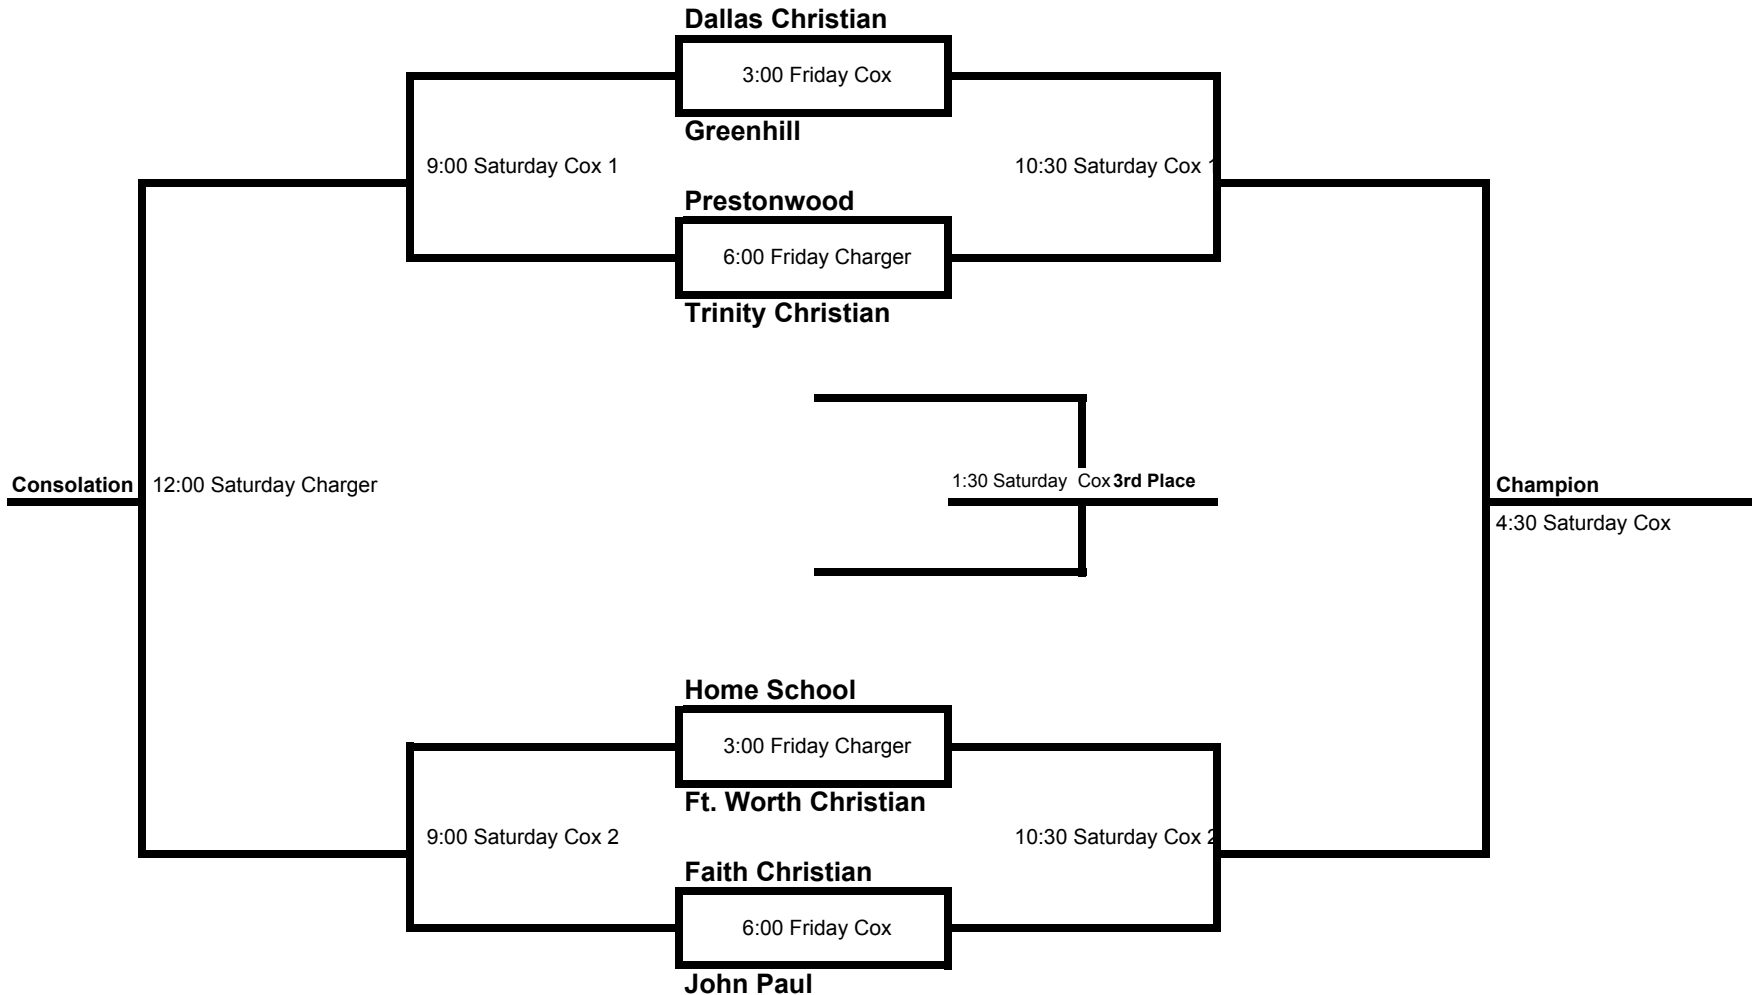 Dallas Christian
3:00 Friday Cox
Greenhill
9:00 Saturday Cox 1
10:30 Saturday Cox 1
Prestonwood
6:00 Friday Charger
Trinity Christian
Consolation
12:00 Saturday Charger
1:30 Saturday Cox
3rd Place
Champion
4:30 Saturday Cox
Home School
3:00 Friday Charger
Ft. Worth Christian
9:00 Saturday Cox 2
10:30 Saturday Cox 2
Faith Christian
6:00 Friday Cox
John Paul